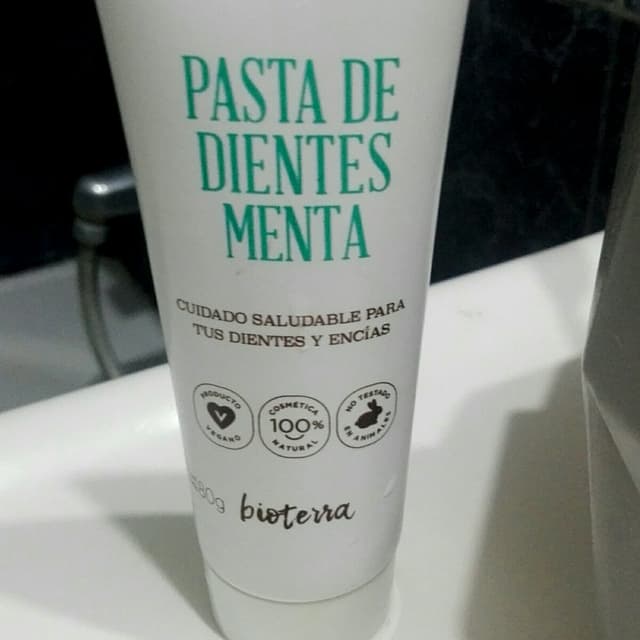 PASTA DE
DIENTES
MENTA
CUIDADO SALUDABLE PARA
TUS DIENTES Y ENCÍAS
PRODUCTO
VEGANO
COSMÉTICA
100%
NATURAL
NO TESTADO
EN ANIMALES
80g
bioterra